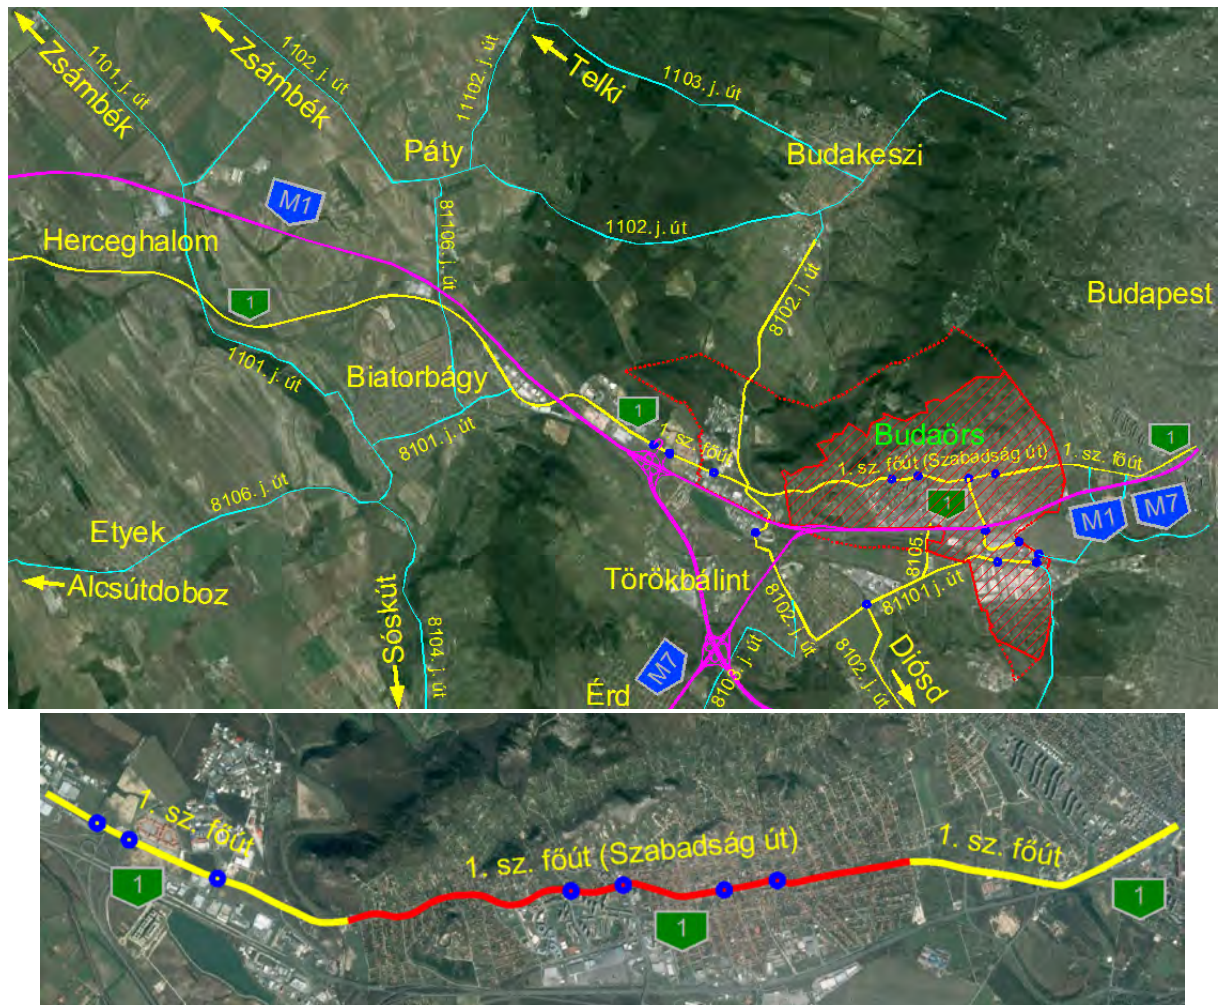 Zsámbék
1101. j. út
Zsámbék
1102. j. út
11102. j. út
Telki
1103. j. út
Páty
Budakeszi
M1
81106. j. út
1102. j. út
Herceghalom
1
8102. j. út
Budapest
1101. j. út
Biatorbágy
8101. j. út
1
1. sz. főút
Budaörs
1. sz. főút (Szabadság út)
1. sz. főút
1
1
M1
M7
8106. j. út
Etyek
Alcsútdoboz
Sóskút
8104. j. út
Törökbálint
8105.
81101 j. út
8102. j. út
8102. j. út
Diósd
M7
8103. j. út
Érd
1. sz. főút
1
1. sz. főút (Szabadság út)
1
1. sz. főút
1